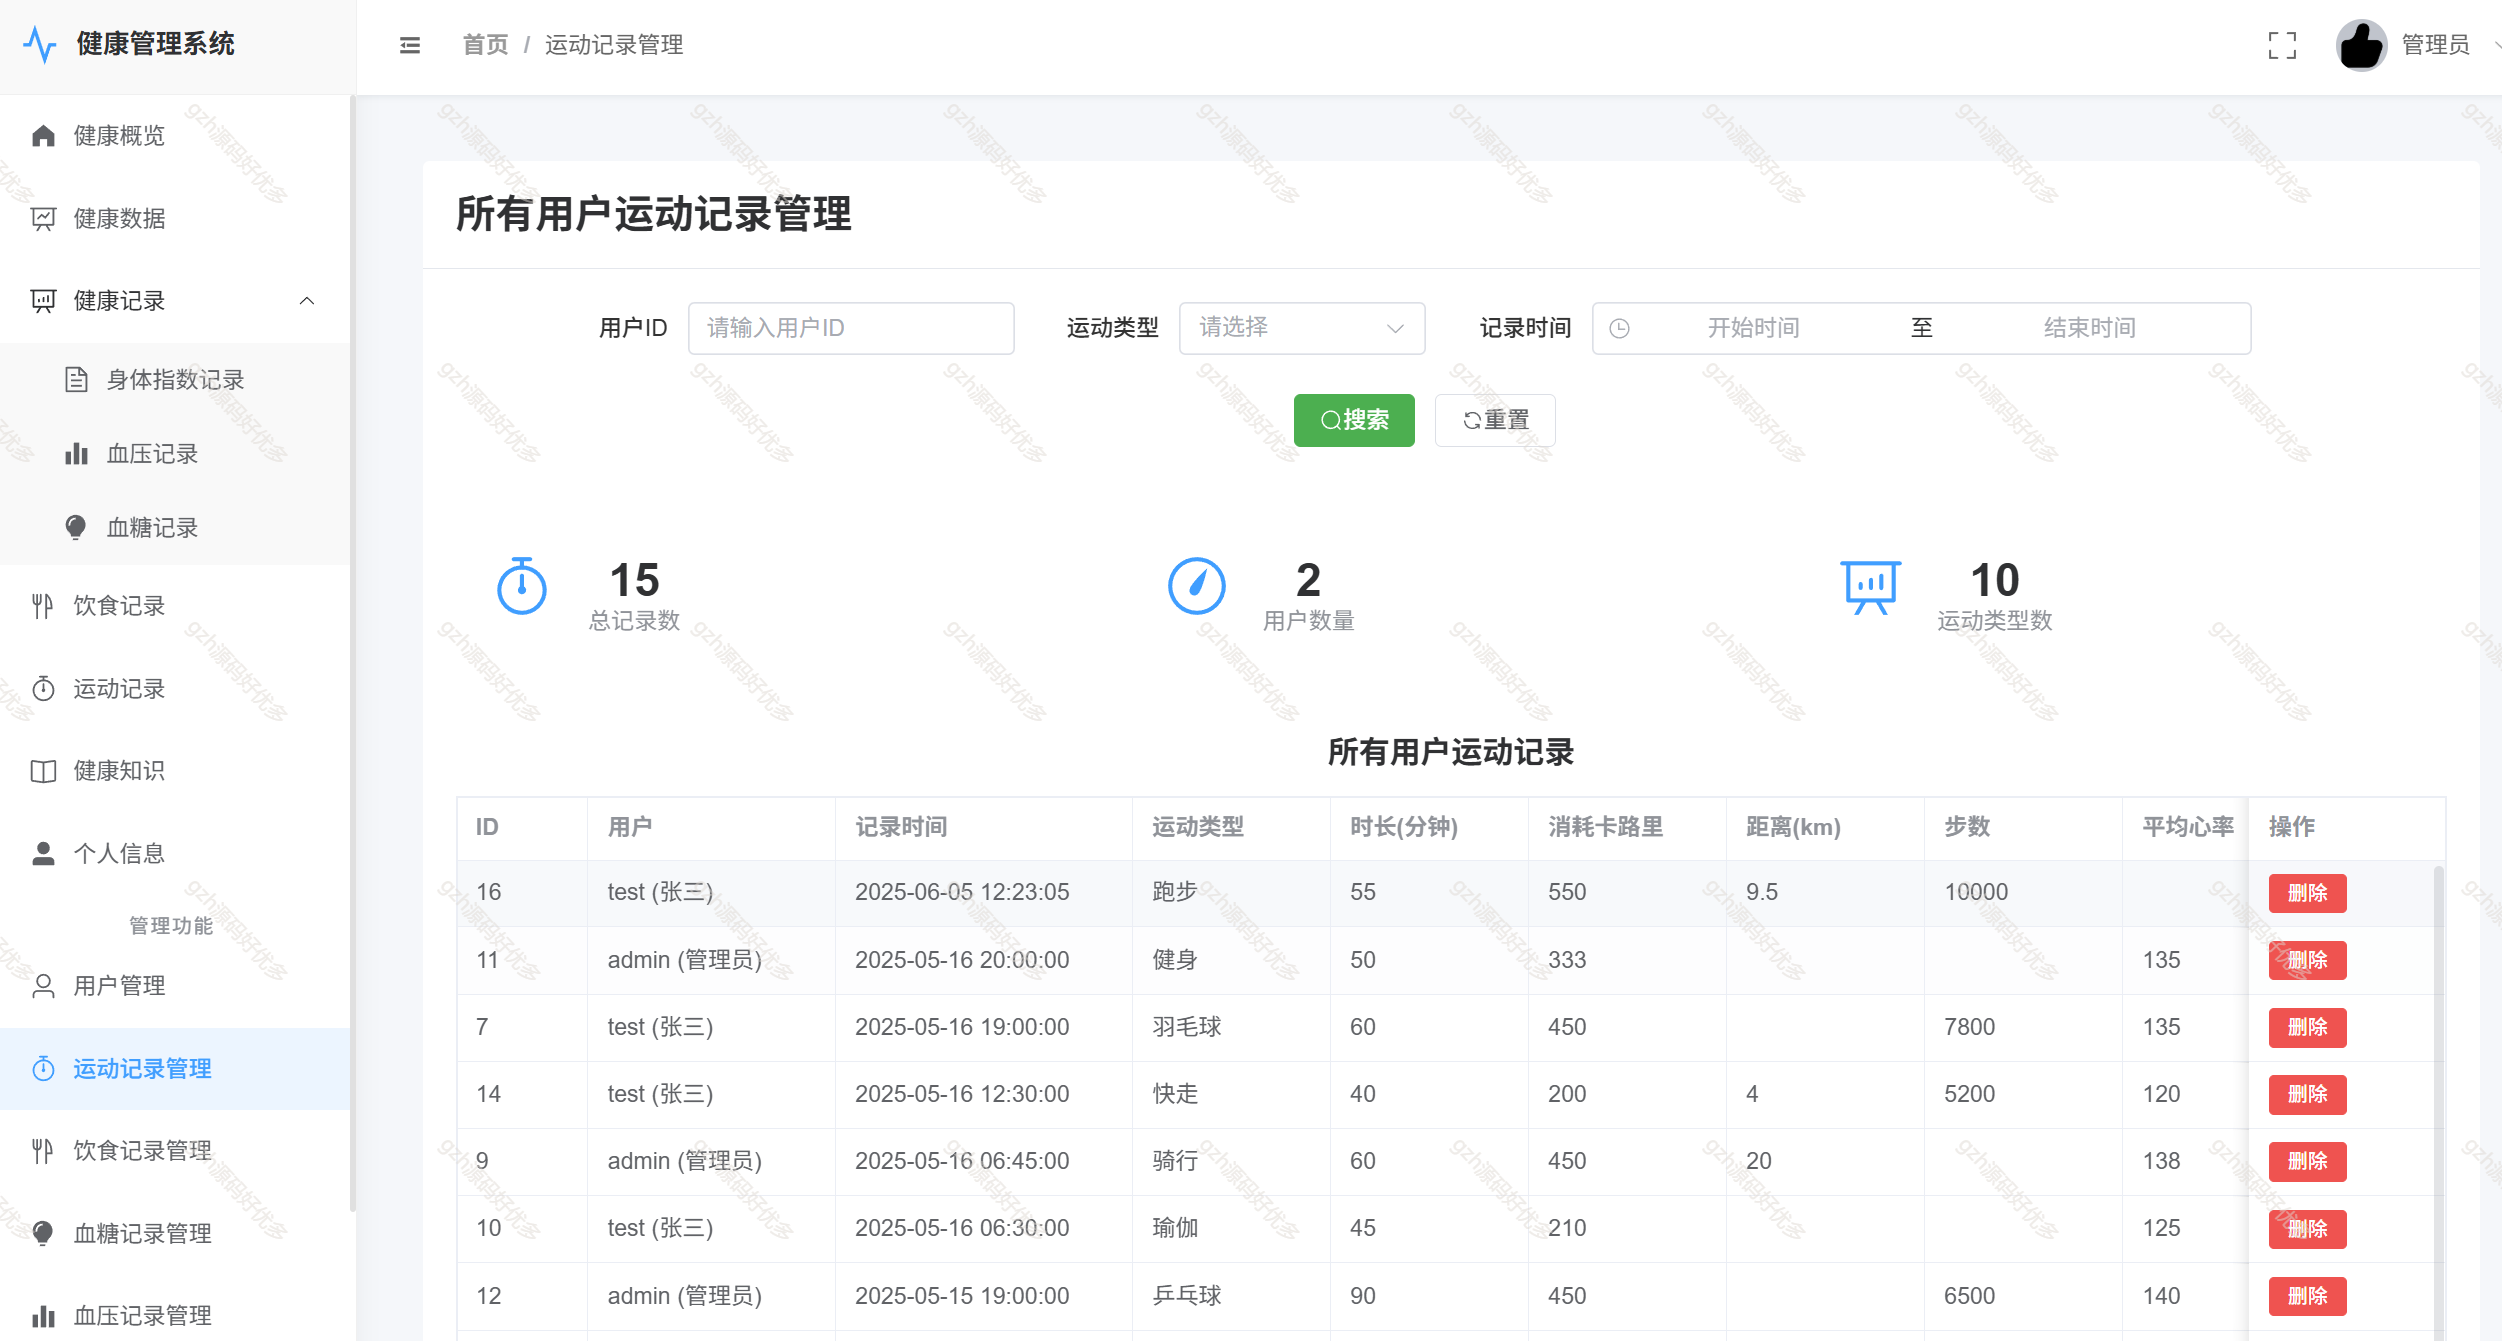 健康管理系统
首页 / 运动记录管理
管理员
健康概览
健康数据
健康记录
身体指数记录
血压记录
血糖记录
饮食记录
运动记录
健康知识
个人信息
管理功能
用户管理
运动记录管理
饮食记录管理
血糖记录管理
血压记录管理
所有用户运动记录管理
用户ID 请输入用户ID 运动类型 请选择 记录时间 开始时间 至 结束时间
搜索 重置
15 2 10
总记录数 用户数量 运动类型数
所有用户运动记录
ID 用户 记录时间 运动类型 时长(分钟) 消耗卡路里 距离(km) 步数 平均心率 操作
16 test (张三) 2025-06-05 12:23:05 跑步 55 550 9.5 10000 删除
11 admin (管理员) 2025-05-16 20:00:00 健身 50 333 135 删除
7 test (张三) 2025-05-16 19:00:00 羽毛球 60 450 7800 135 删除
14 test (张三) 2025-05-16 12:30:00 快走 40 200 4 5200 120 删除
9 admin (管理员) 2025-05-16 06:45:00 骑行 60 450 20 138 删除
10 test (张三) 2025-05-16 06:30:00 瑜伽 45 210 125 删除
12 admin (管理员) 2025-05-15 19:00:00 乒乓球 90 450 6500 140 删除
gzh源码好优多